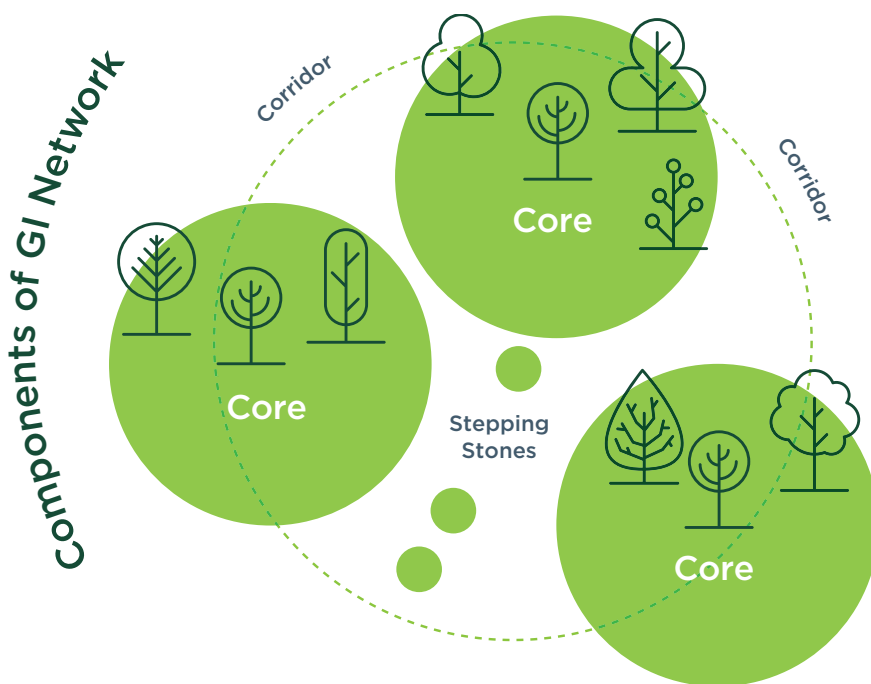 Components of GI Network
Corridor
Corridor
Core
Core
Stepping
Stones
Core